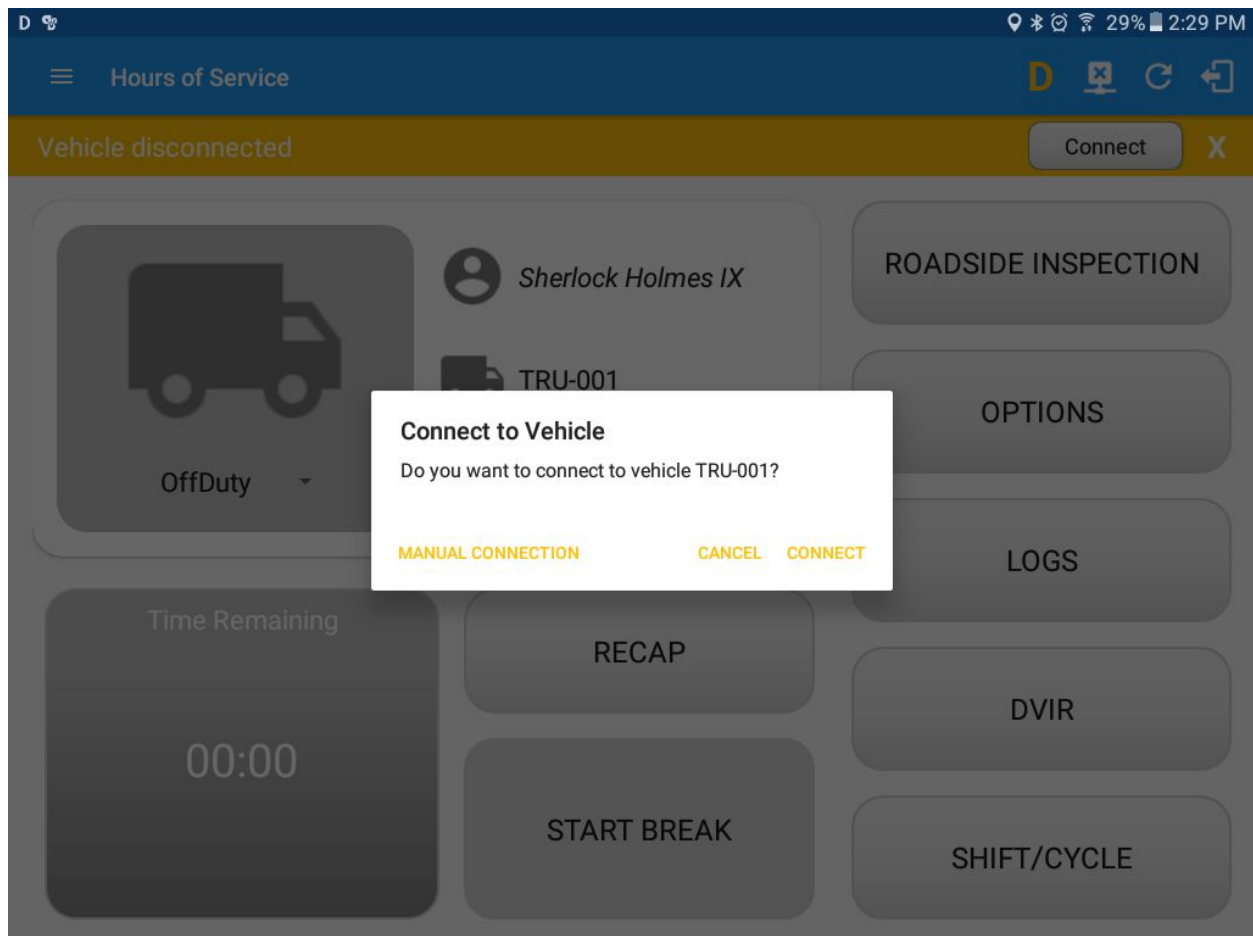 D
29% 2:29 PM
Hours of Service
D
Vehicle disconnected
Connect
X
Sherlock Holmes IX
TRU-001
OffDuty
ROADSIDE INSPECTION
OPTIONS
LOGS
DVIR
SHIFT/CYCLE
Connect to Vehicle
Do you want to connect to vehicle TRU-001?
MANUAL CONNECTION
CANCEL
CONNECT
Time Remaining
00:00
RECAP
START BREAK